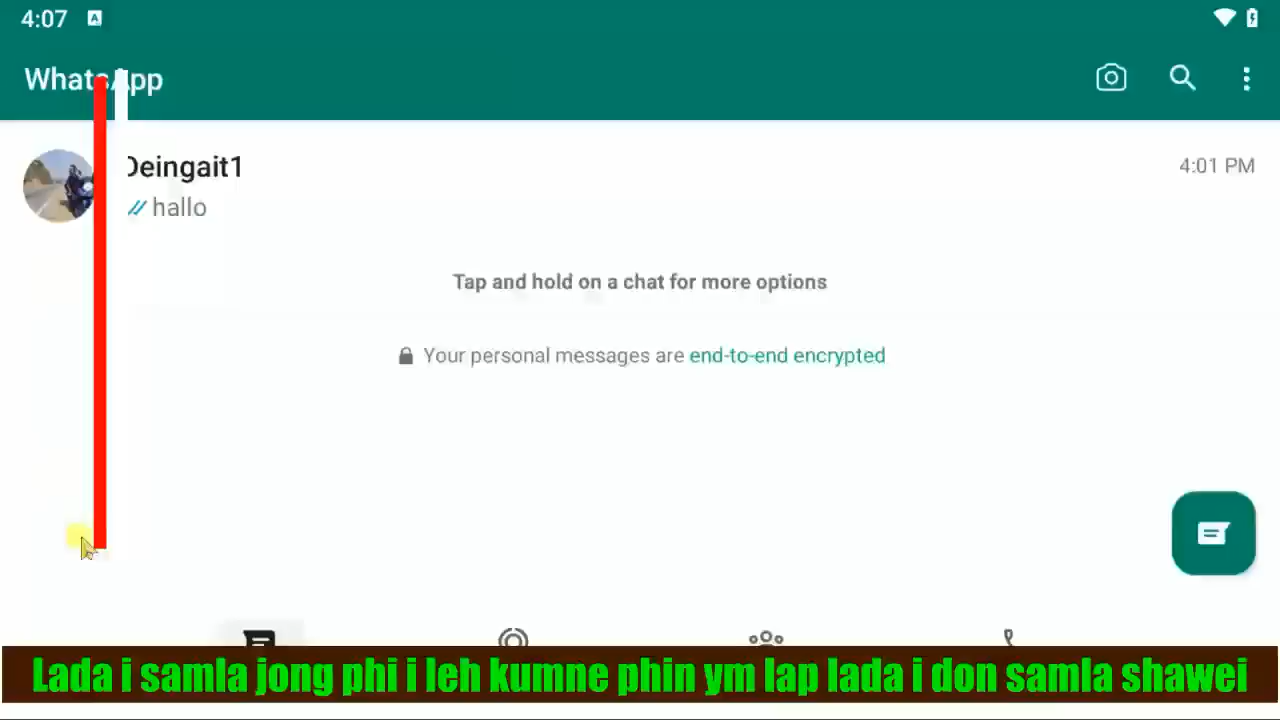 4:07
WhatsApp
Deingait1
4:01 PM
hallo
Tap and hold on a chat for more options
Your personal messages are end-to-end encrypted
Lada i samla jong phi i leh kumne phin ym lap lada i don samla shawei